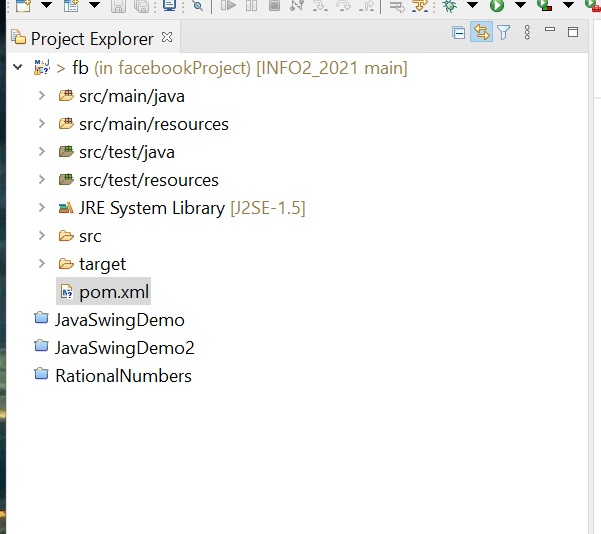 Project Explorer
> fb (in facebookProject) [INFO2_2021 main]
src/main/java
src/main/resources
src/test/java
src/test/resources
JRE System Library [J2SE-1.5]
src
target
pom.xml
JavaSwingDemo
JavaSwingDemo2
RationalNumbers